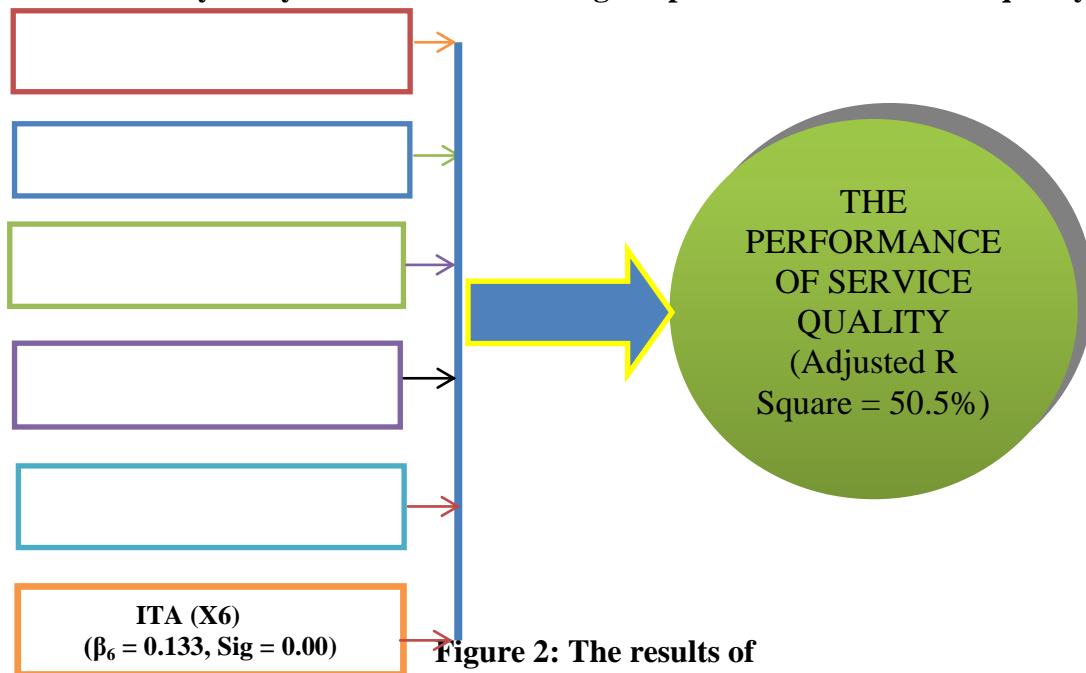 THE
PERFORMANCE
OF SERVICE
QUALITY
(Adjusted R
Square = 50.5%)
ITA (X6)
(β₆ = 0.133, Sig = 0.00)
Figure 2: The results of